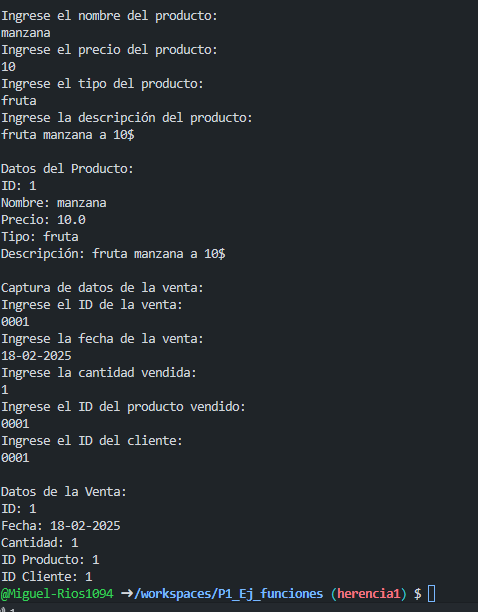 Ingrese el nombre del producto:
manzana
Ingrese el precio del producto:
10
Ingrese el tipo del producto:
fruta
Ingrese la descripción del producto:
fruta manzana a 10$
Datos del Producto:
ID: 1
Nombre: manzana
Precio: 10.0
Tipo: fruta
Descripción: fruta manzana a 10$
Captura de datos de la venta:
Ingrese el ID de la venta:
0001
Ingrese la fecha de la venta:
18-02-2025
Ingrese la cantidad vendida:
1
Ingrese el ID del producto vendido:
0001
Ingrese el ID del cliente:
0001
Datos de la Venta:
ID: 1
Fecha: 18-02-2025
Cantidad: 1
ID Producto: 1
ID Cliente: 1
@Miguel-Rios1094 ➜/workspaces/P1_Ej_funciones (herencia1) $